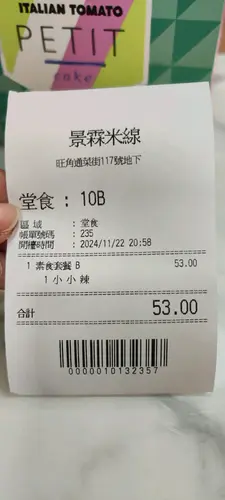 ITALIAN TOMATO
PETIT
cake
景霖米線
旺角通菜街117號地下
堂食 : 10B
區域 : 堂食
帳單號碼 : 235
開檯時間 : 2024/11/22 20:58
1 素食套餐 B 53.00
1 小小辣
合計 53.00
0000010132357